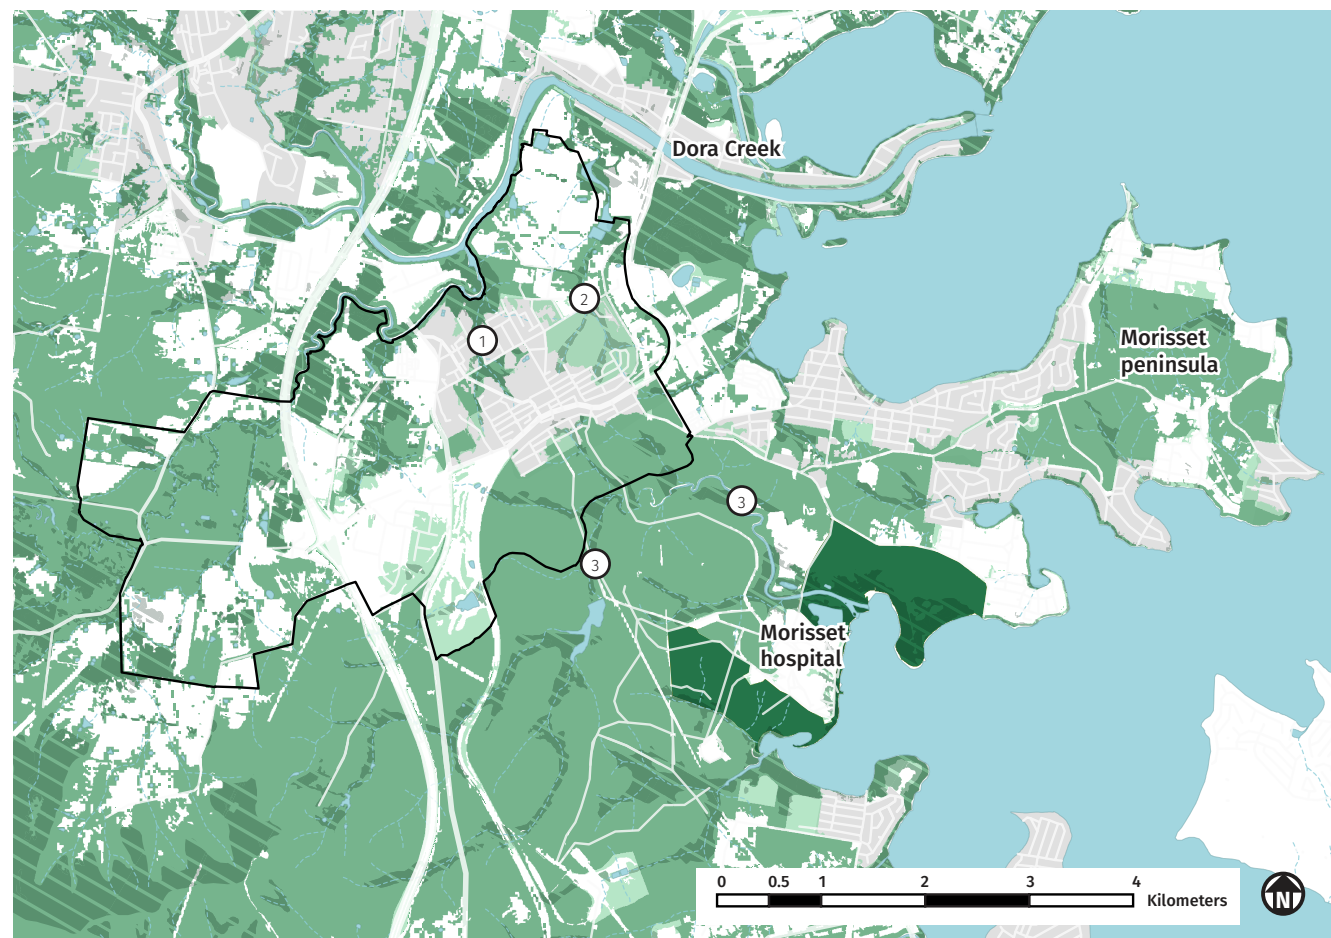 Dora Creek
2
1
Morisset
peninsula
3
3
Morisset
hospital
0 0.5 1 2 3 4
Kilometers
N